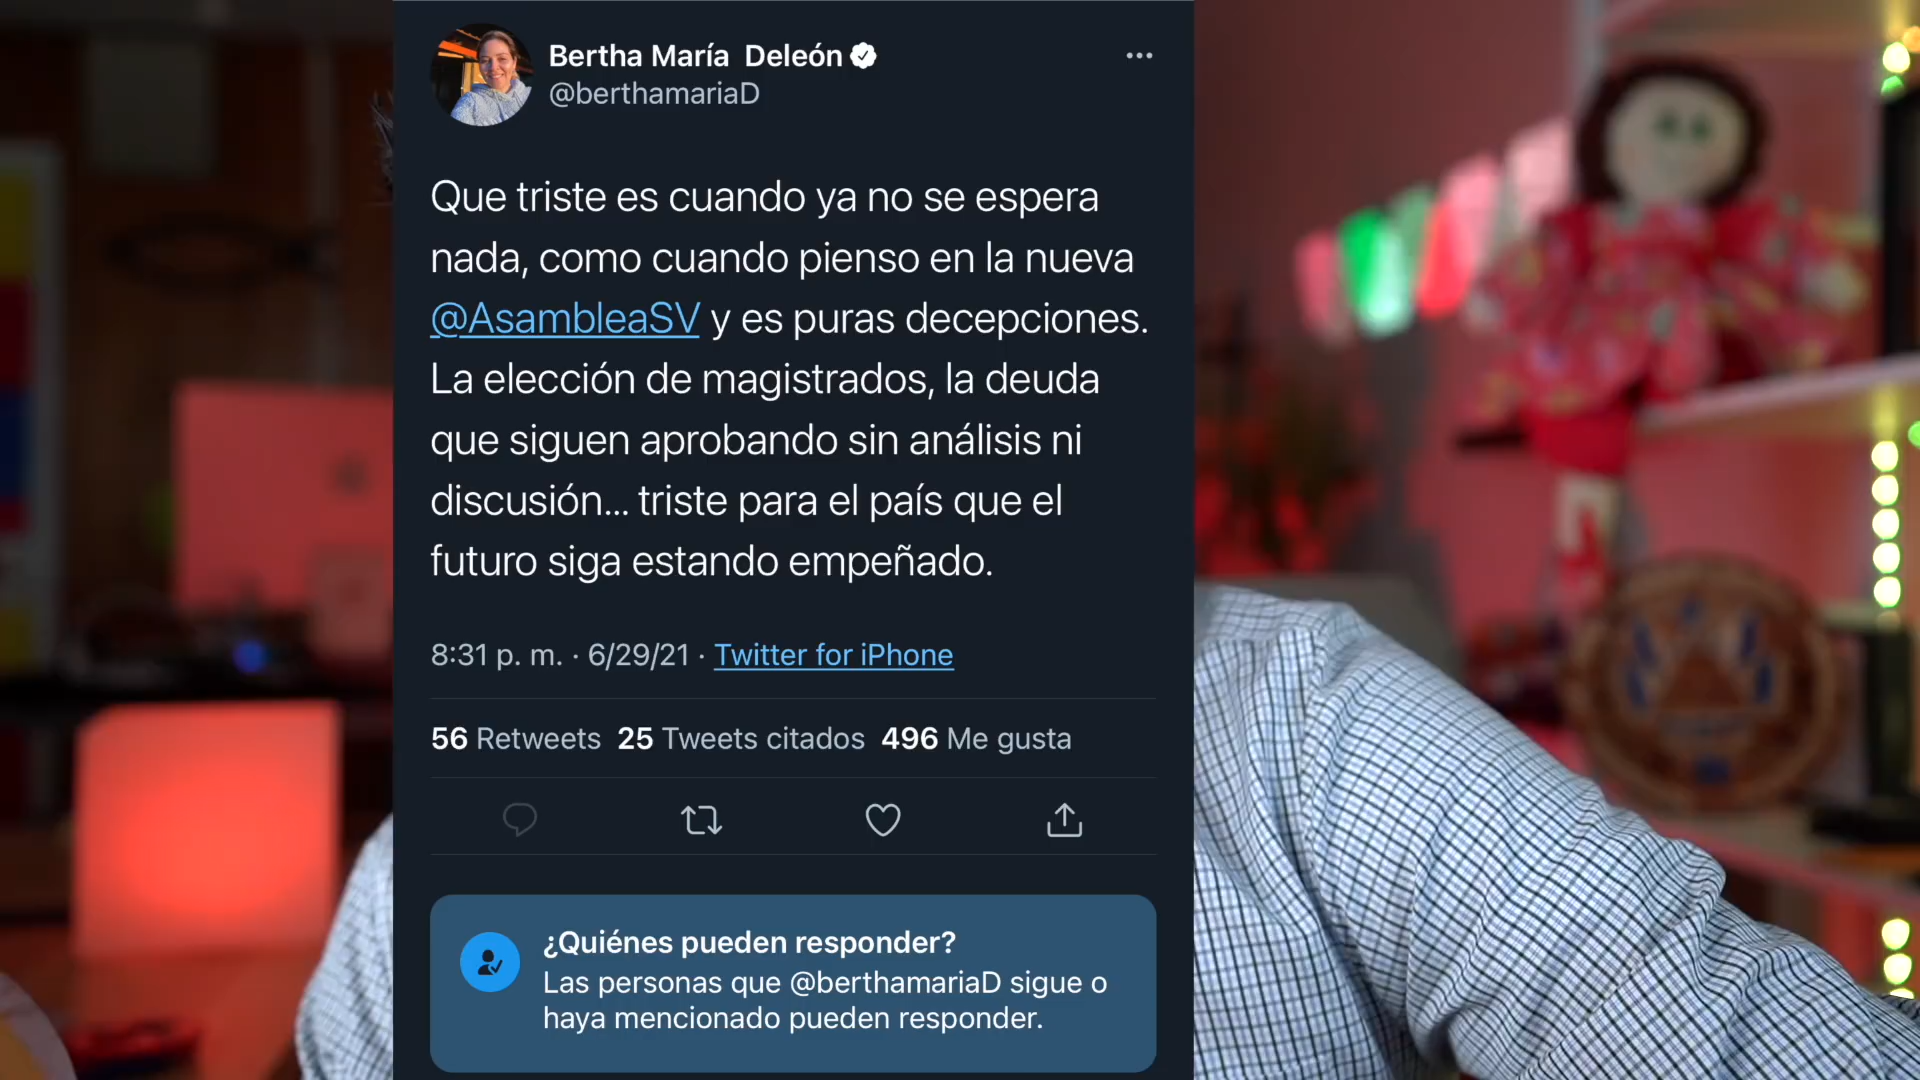 Bertha María Deleón
@berthamariaD
Que triste es cuando ya no se espera
nada, como cuando pienso en la nueva
@AsambleaSV y es puras decepciones.
La elección de magistrados, la deuda
que siguen aprobando sin análisis ni
discusión... triste para el país que el
futuro siga estando empeñado.
8:31 p. m. · 6/29/21 · Twitter for iPhone
56 Retweets 25 Tweets citados 496 Me gusta
¿Quiénes pueden responder?
Las personas que @berthamariaD sigue o
haya mencionado pueden responder.